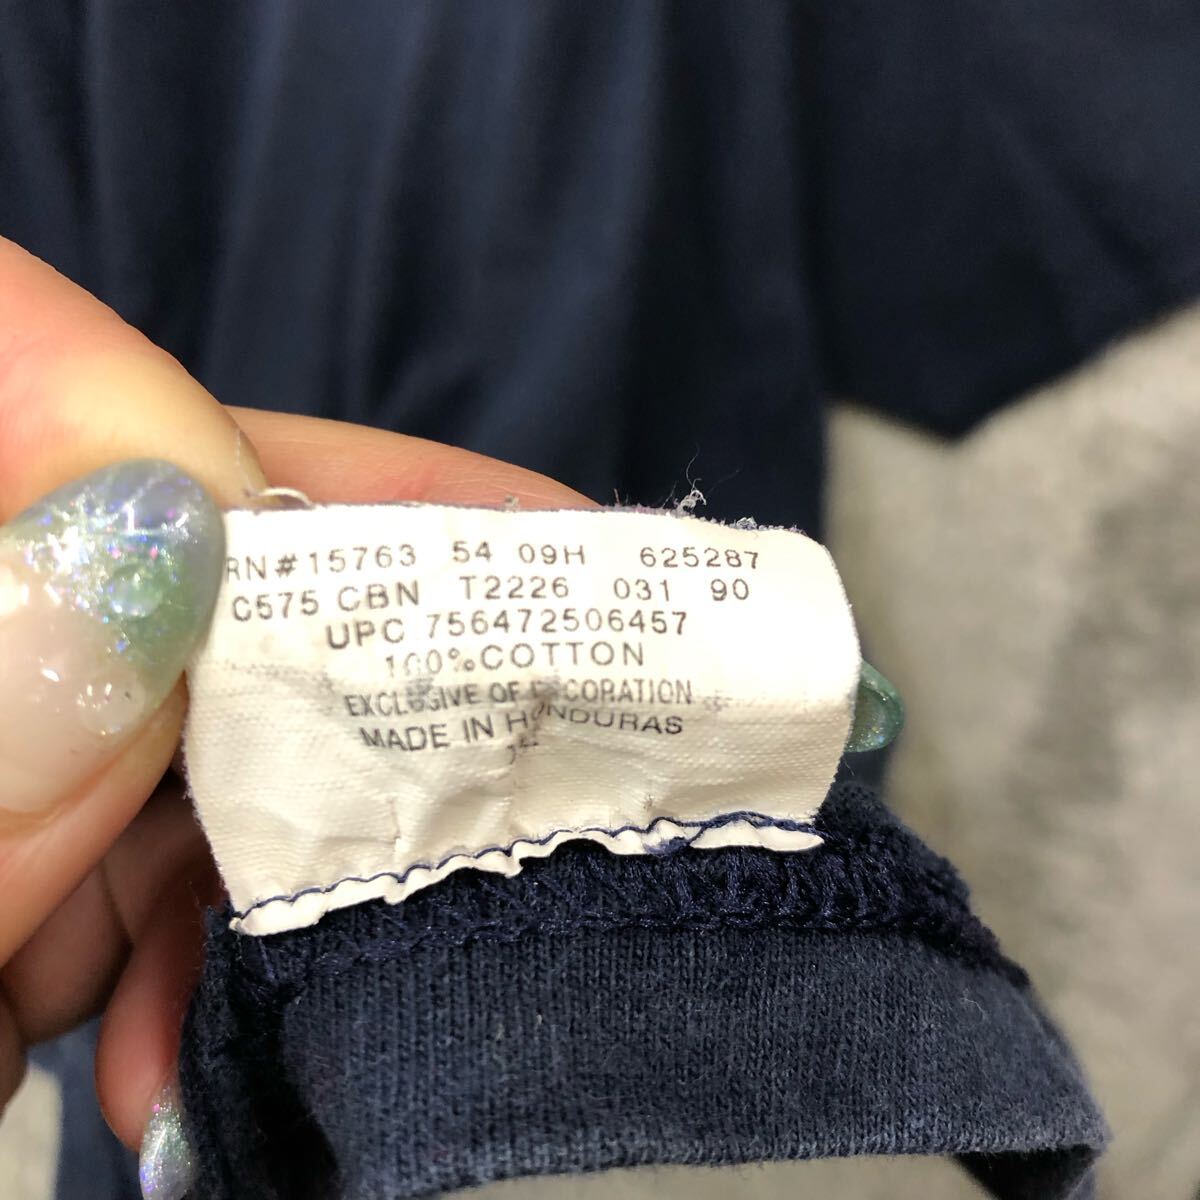 RN#15763 54 09H 625287
C575 CBN T2226 031 90
UPC 756472506457
100% COTTON
EXCLUSIVE OF DECORATION
MADE IN HONDURAS